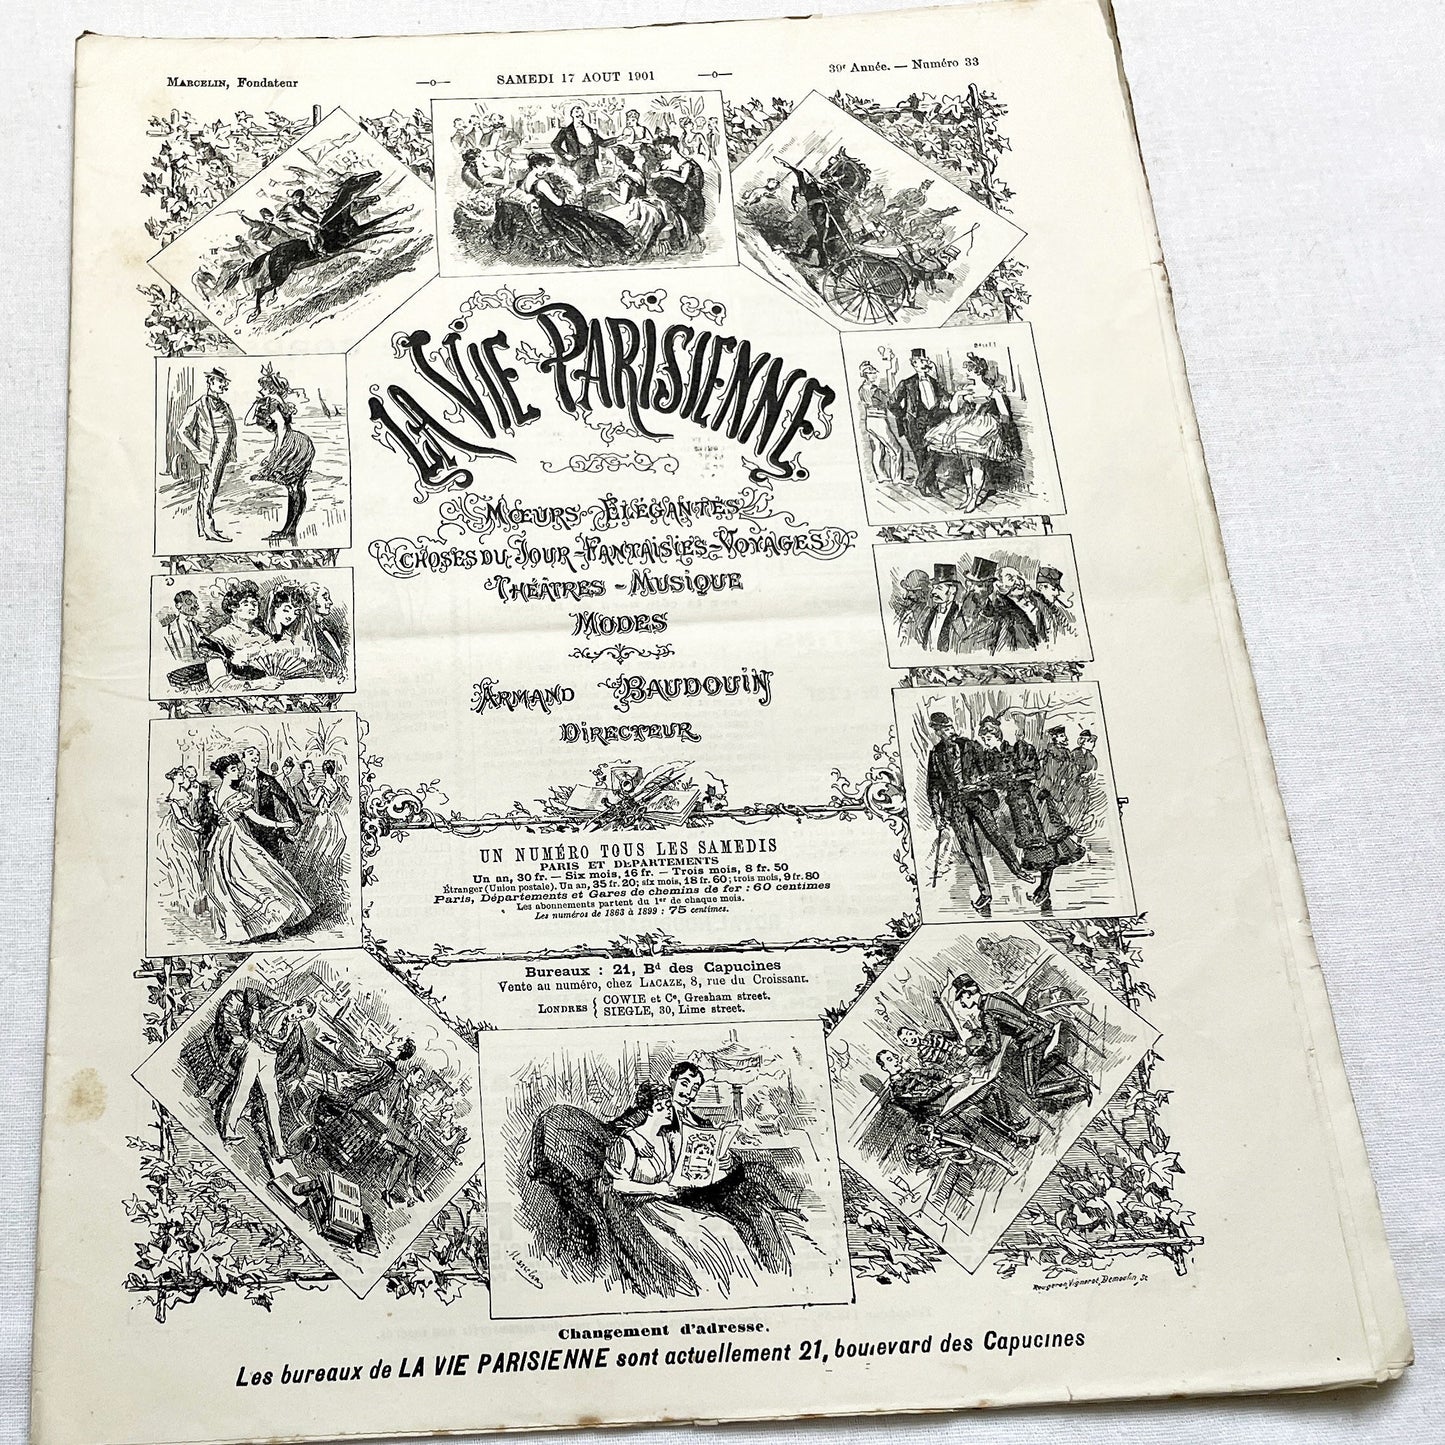 MARCELIN, Fondateur
SAMEDI 17 AOUT 1901
39e Année. — Numéro 33
LA VIE PARISIENNE.
MŒURS ÉLÉGANTES
CHOSES DU JOUR - FANTAISIES - VOYAGES
THÉÂTRES - MUSIQUE
MODES
ARMAND BAUDOUIN
DIRECTEUR
UN NUMÉRO TOUS LES SAMEDIS
PARIS ET DÉPARTEMENTS
Un an, 30 fr. — Six mois, 16 fr. — Trois mois, 8 fr. 50
Étranger (Union postale), Un an, 35 fr. 20; six mois, 18 fr. 60; trois mois, 9 fr. 80
Paris, Départements et Gares de chemins de fer : 60 centimes
Les abonnements partent du 1er de chaque mois.
Les numéros de 1863 à 1899 : 75 centimes.
Bureaux : 21, Bd des Capucines
Vente au numéro, chez LACAZE, 8, rue du Croissant.
LONDRES { COWIE et Ce, Gresham street.
SIEGLE, 30, Lime street.
Marcelin
Rougeron, Vignerot, Demoulin, Sc
Changement d'adresse.
Les bureaux de LA VIE PARISIENNE sont actuellement 21, boulevard des Capucines